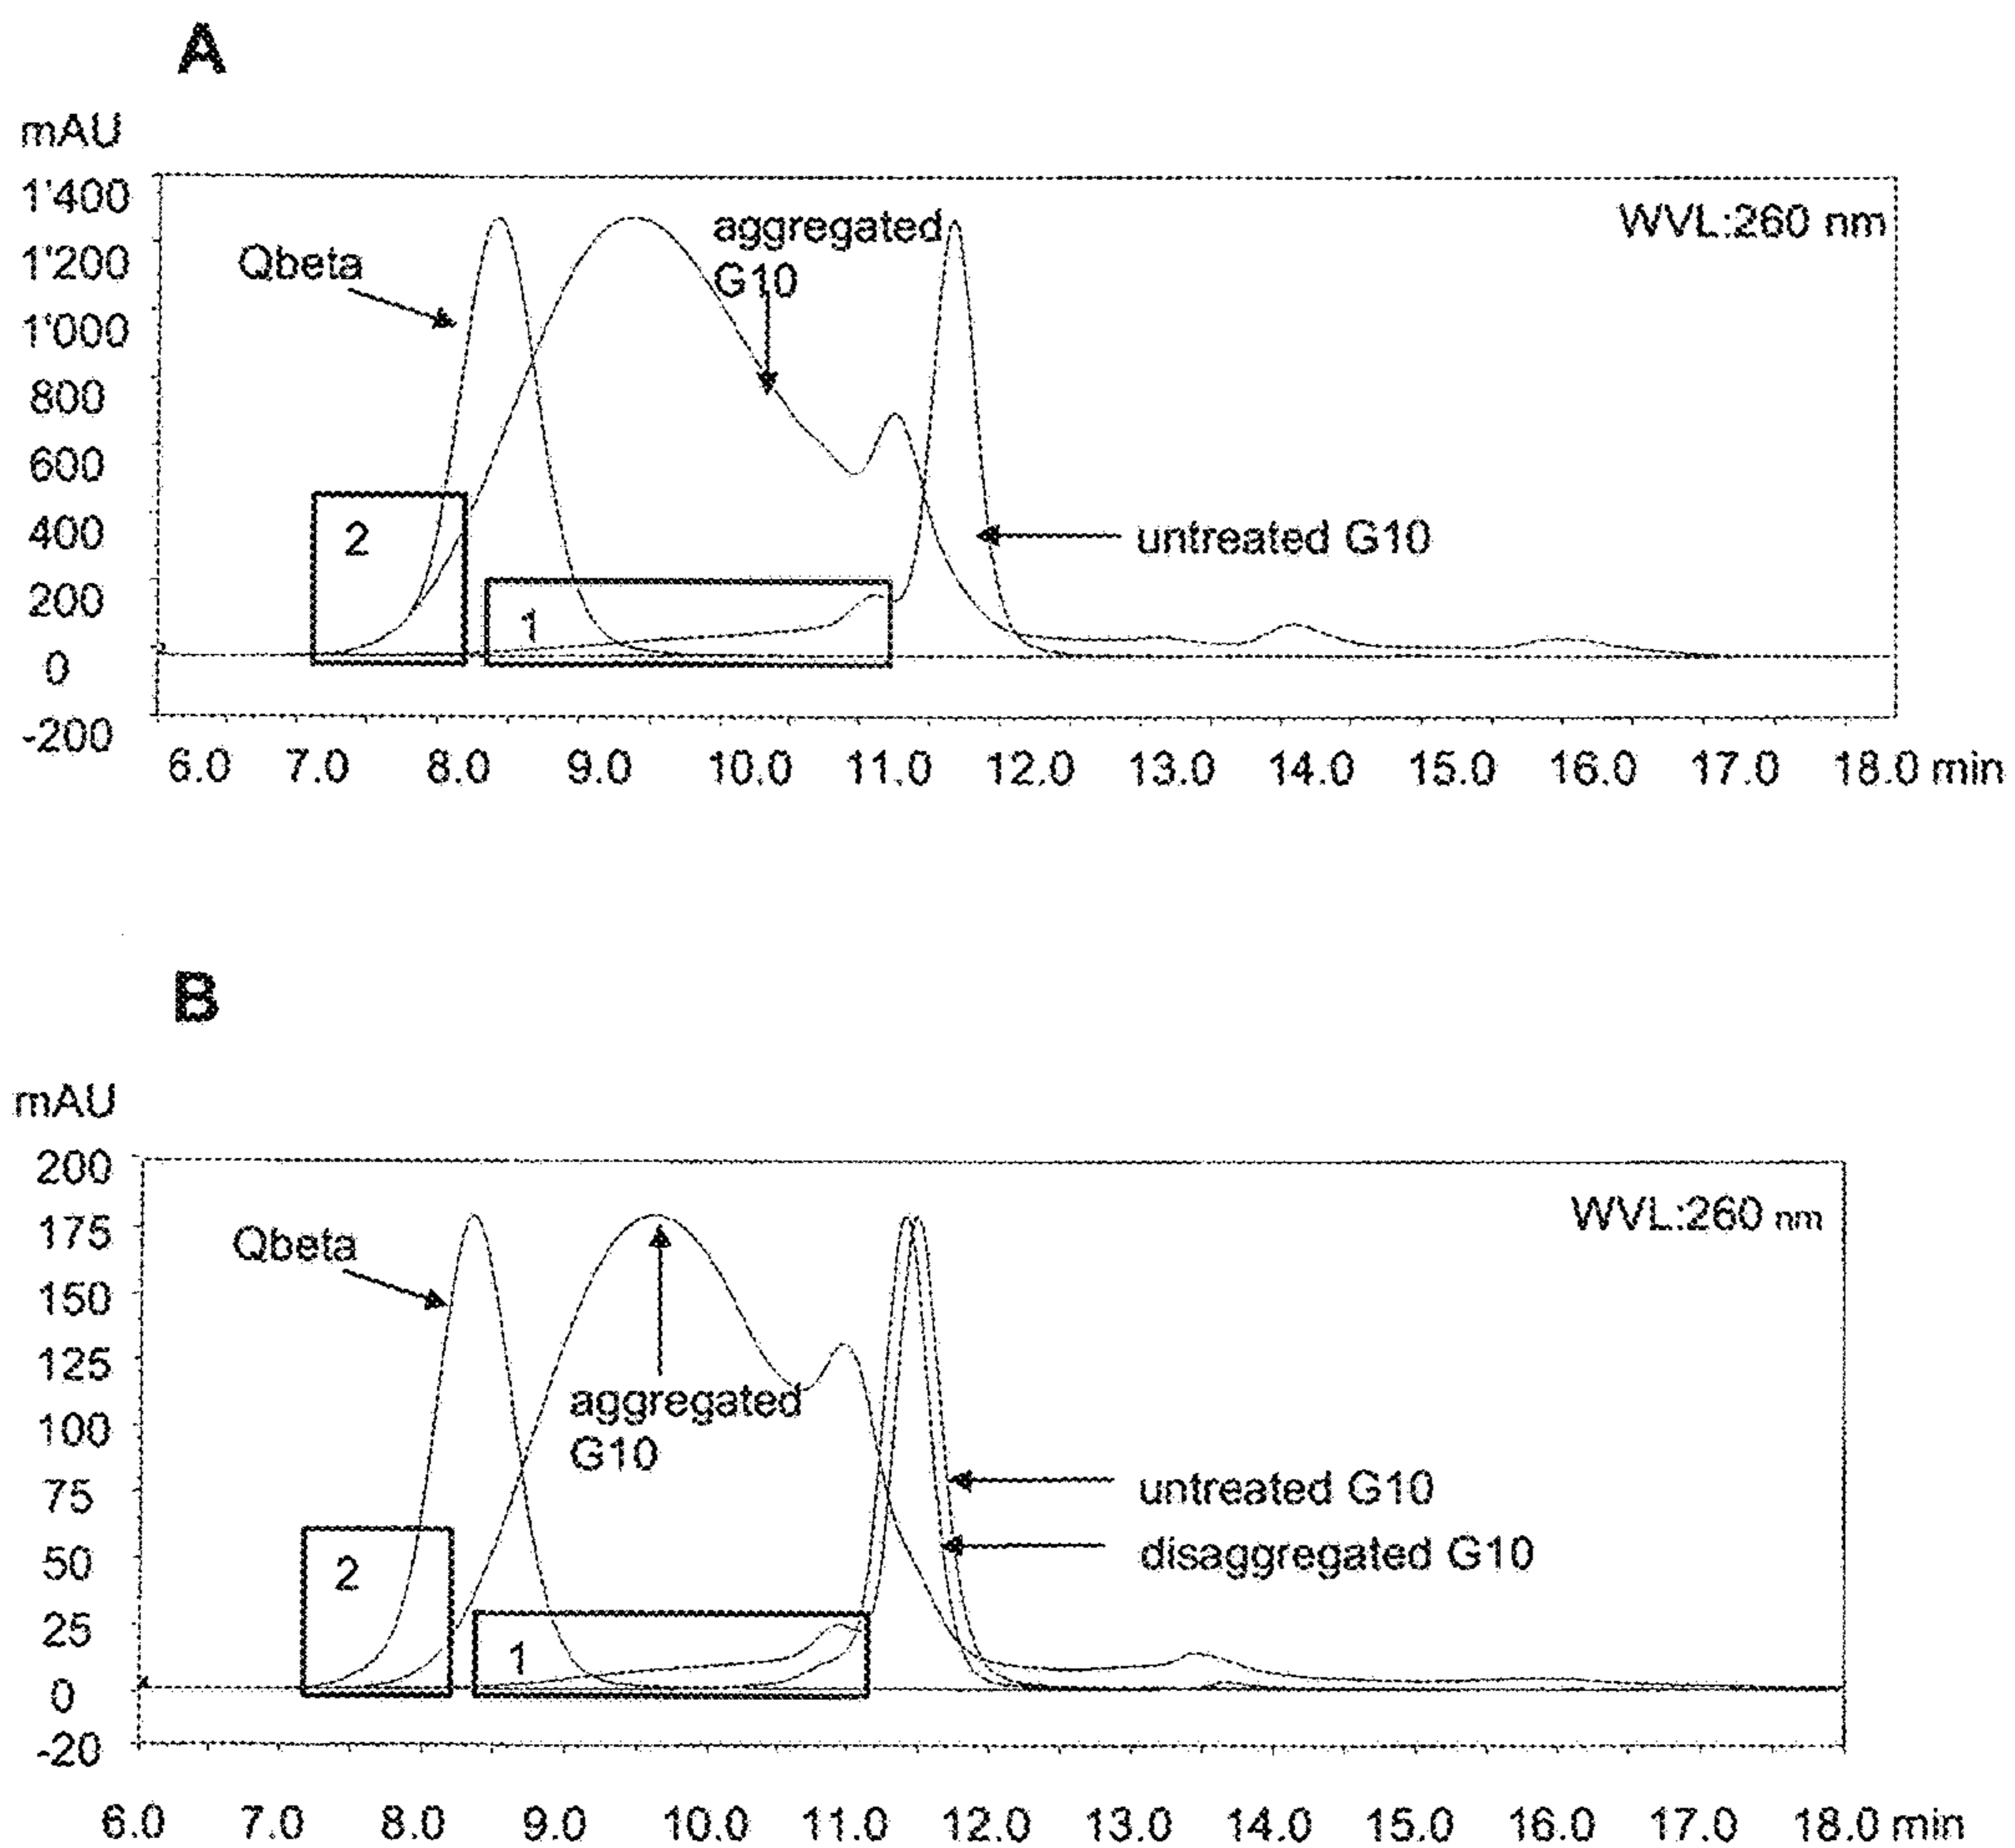 A
mAU
1'400
1'200
1'000
800
600
400
200
0
-200
WVL:260 nm
Qbeta
aggregated
G10
untreated G10
2
1
6.0 7.0 8.0 9.0 10.0 11.0 12.0 13.0 14.0 15.0 16.0 17.0 18.0 min
B
mAU
200
175
150
125
100
75
50
25
0
-20
WVL:260 nm
Qbeta
aggregated
G10
untreated G10
disaggregated G10
2
1
6.0 7.0 8.0 9.0 10.0 11.0 12.0 13.0 14.0 15.0 16.0 17.0 18.0 min